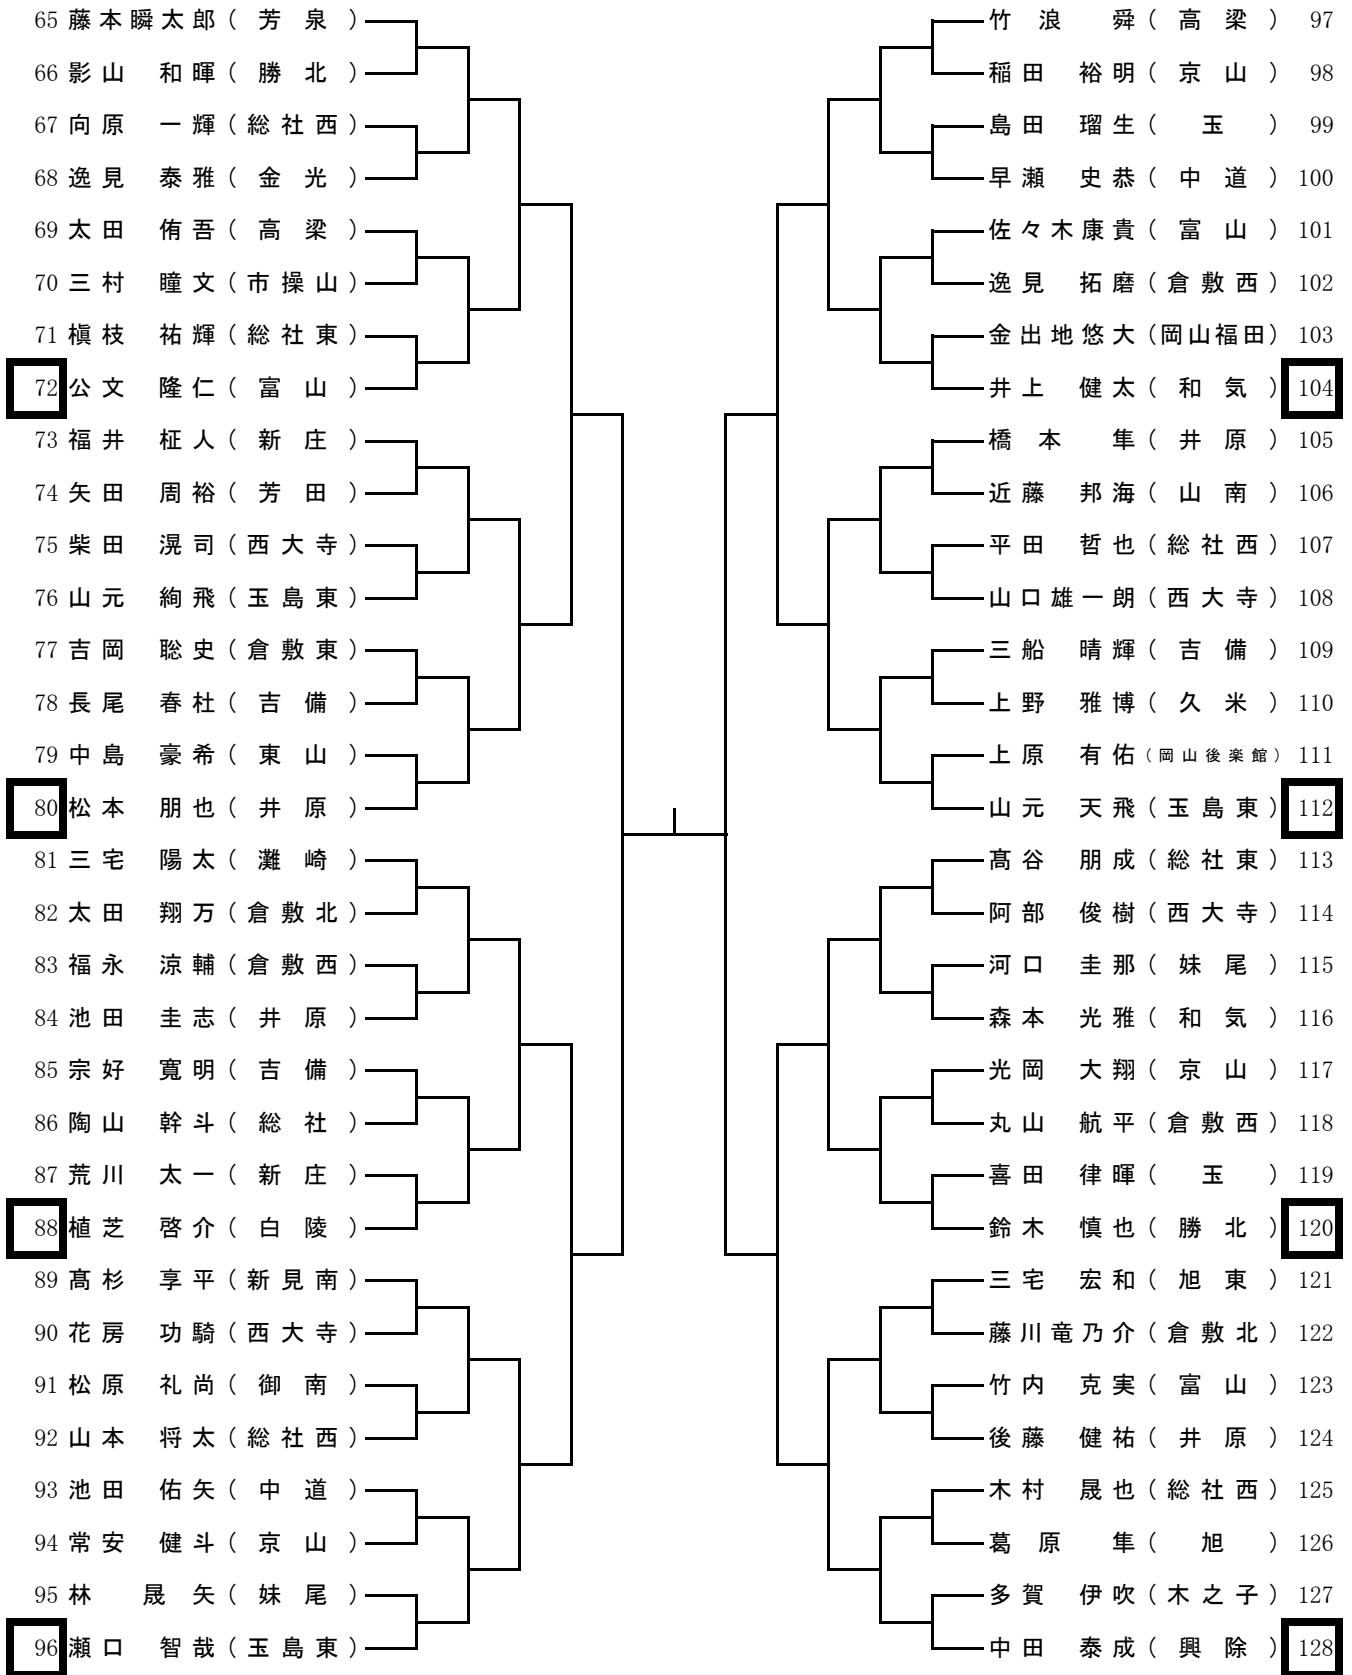 65 藤本瞬太郎（芳泉）
66 影山 和暉（勝北）
67 向原 一輝（総社西）
68 逸見 泰雅（金光）
69 太田 侑吾（高梁）
70 三村 瞳文（市操山）
71 槇枝 祐輝（総社東）
72 公文 隆仁（富山）
73 福井 柾人（新庄）
74 矢田 周裕（芳田）
75 柴田 滉司（西大寺）
76 山元 絢飛（玉島東）
77 吉岡 聡史（倉敷東）
78 長尾 春杜（吉備）
79 中島 豪希（東山）
80 松本 朋也（井原）
81 三宅 陽太（灘崎）
82 太田 翔万（倉敷北）
83 福永 涼輔（倉敷西）
84 池田 圭志（井原）
85 宗好 寛明（吉備）
86 陶山 幹斗（総社）
87 荒川 太一（新庄）
88 植芝 啓介（白陵）
89 髙杉 享平（新見南）
90 花房 功騎（西大寺）
91 松原 礼尚（御南）
92 山本 将太（総社西）
93 池田 佑矢（中道）
94 常安 健斗（京山）
95 林 晟矢（妹尾）
96 瀬口 智哉（玉島東）
竹浪 舜（高梁） 97
稲田 裕明（京山） 98
島田 瑠生（玉） 99
早瀬 史恭（中道） 100
佐々木康貴（富山） 101
逸見 拓磨（倉敷西） 102
金出地悠大（岡山福田） 103
井上 健太（和気） 104
橋本 隼（井原） 105
近藤 邦海（山南） 106
平田 哲也（総社西） 107
山口雄一朗（西大寺） 108
三船 晴輝（吉備） 109
上野 雅博（久米） 110
上原 有佑（岡山後楽館） 111
山元 天飛（玉島東） 112
髙谷 朋成（総社東） 113
阿部 俊樹（西大寺） 114
河口 圭那（妹尾） 115
森本 光雅（和気） 116
光岡 大翔（京山） 117
丸山 航平（倉敷西） 118
喜田 律暉（玉） 119
鈴木 慎也（勝北） 120
三宅 宏和（旭東） 121
藤川竜乃介（倉敷北） 122
竹内 克実（富山） 123
後藤 健祐（井原） 124
木村 晟也（総社西） 125
葛原 隼（旭） 126
多賀 伊吹（木之子） 127
中田 泰成（興除） 128